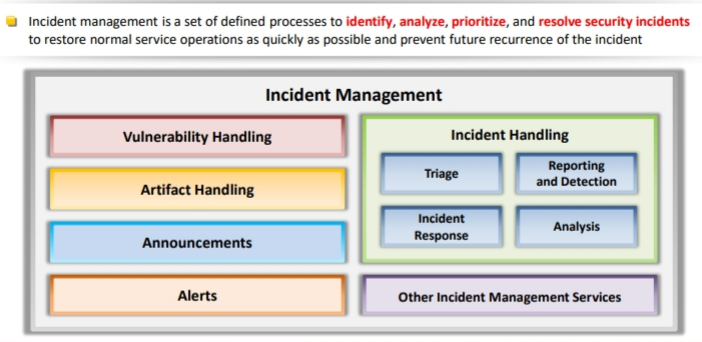 Incident management is a set of defined processes to identify, analyze, prioritize, and resolve security incidents
to restore normal service operations as quickly as possible and prevent future recurrence of the incident
Incident Management
Vulnerability Handling
Artifact Handling
Announcements
Alerts
Incident Handling
Triage
Reporting
and Detection
Incident
Response
Analysis
Other Incident Management Services